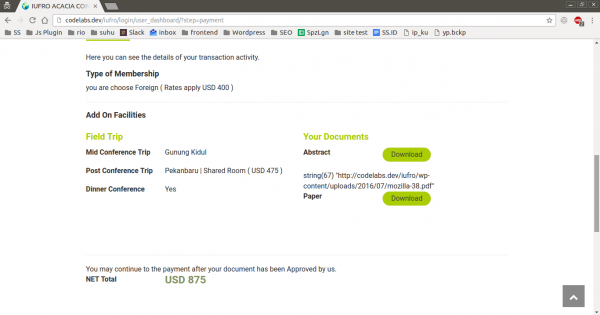 IUFRO ACACIA CON
codelabs.dev/iufro/login/user_dashboard/?step=payment
SS Js Plugin rio suhu Slack inbox frontend Wordpress SEO SpzLgn site test SS.ID ip_ku yp.bckp
Here you can see the details of your transaction activity.
Type of Membership
you are choose Foreign ( Rates apply USD 400 )
Add On Facilities
Field Trip
Mid Conference Trip Gunung Kidul
Post Conference Trip Pekanbaru | Shared Room ( USD 475 )
Dinner Conference Yes
Your Documents
Abstract Download
string(67) "http://codelabs.dev/iufro/wp-
content/uploads/2016/07/mozilla-38.pdf"
Paper Download
You may continue to the payment after your document has been Approved by us.
NET Total USD 875